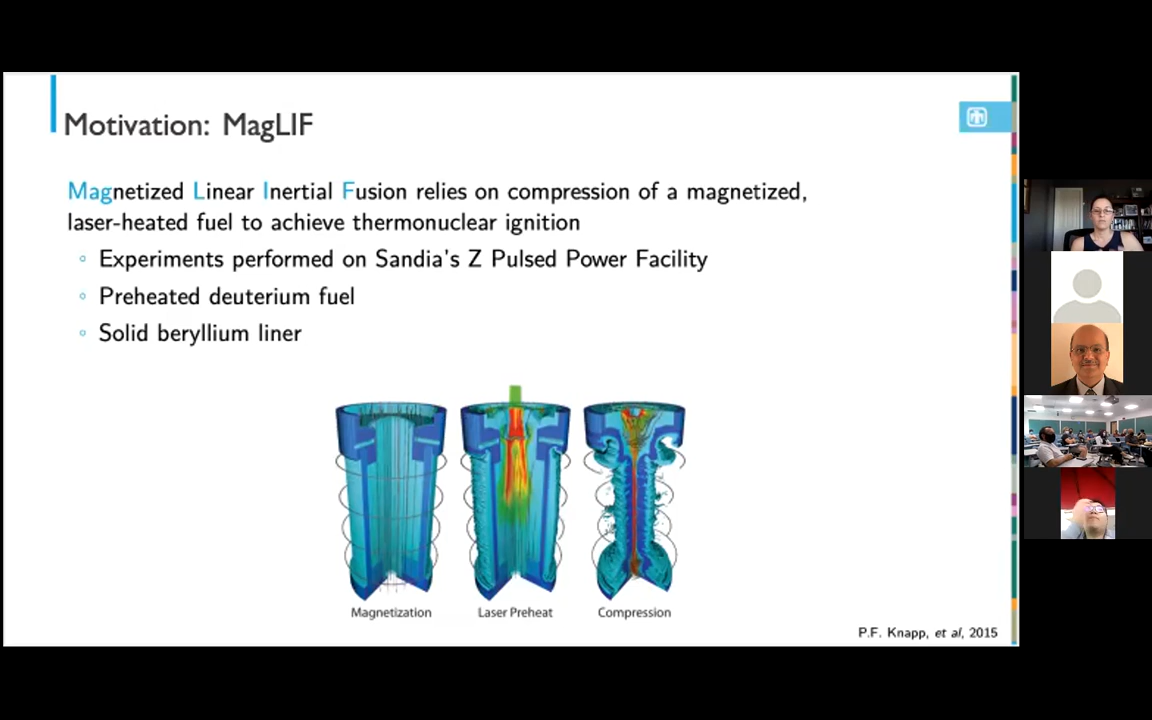 Motivation: MagLIF
Magnetized Linear Inertial Fusion relies on compression of a magnetized,
laser-heated fuel to achieve thermonuclear ignition
Experiments performed on Sandia's Z Pulsed Power Facility
Preheated deuterium fuel
Solid beryllium liner
Magnetization
Laser Preheat
Compression
P.F. Knapp, et al, 2015